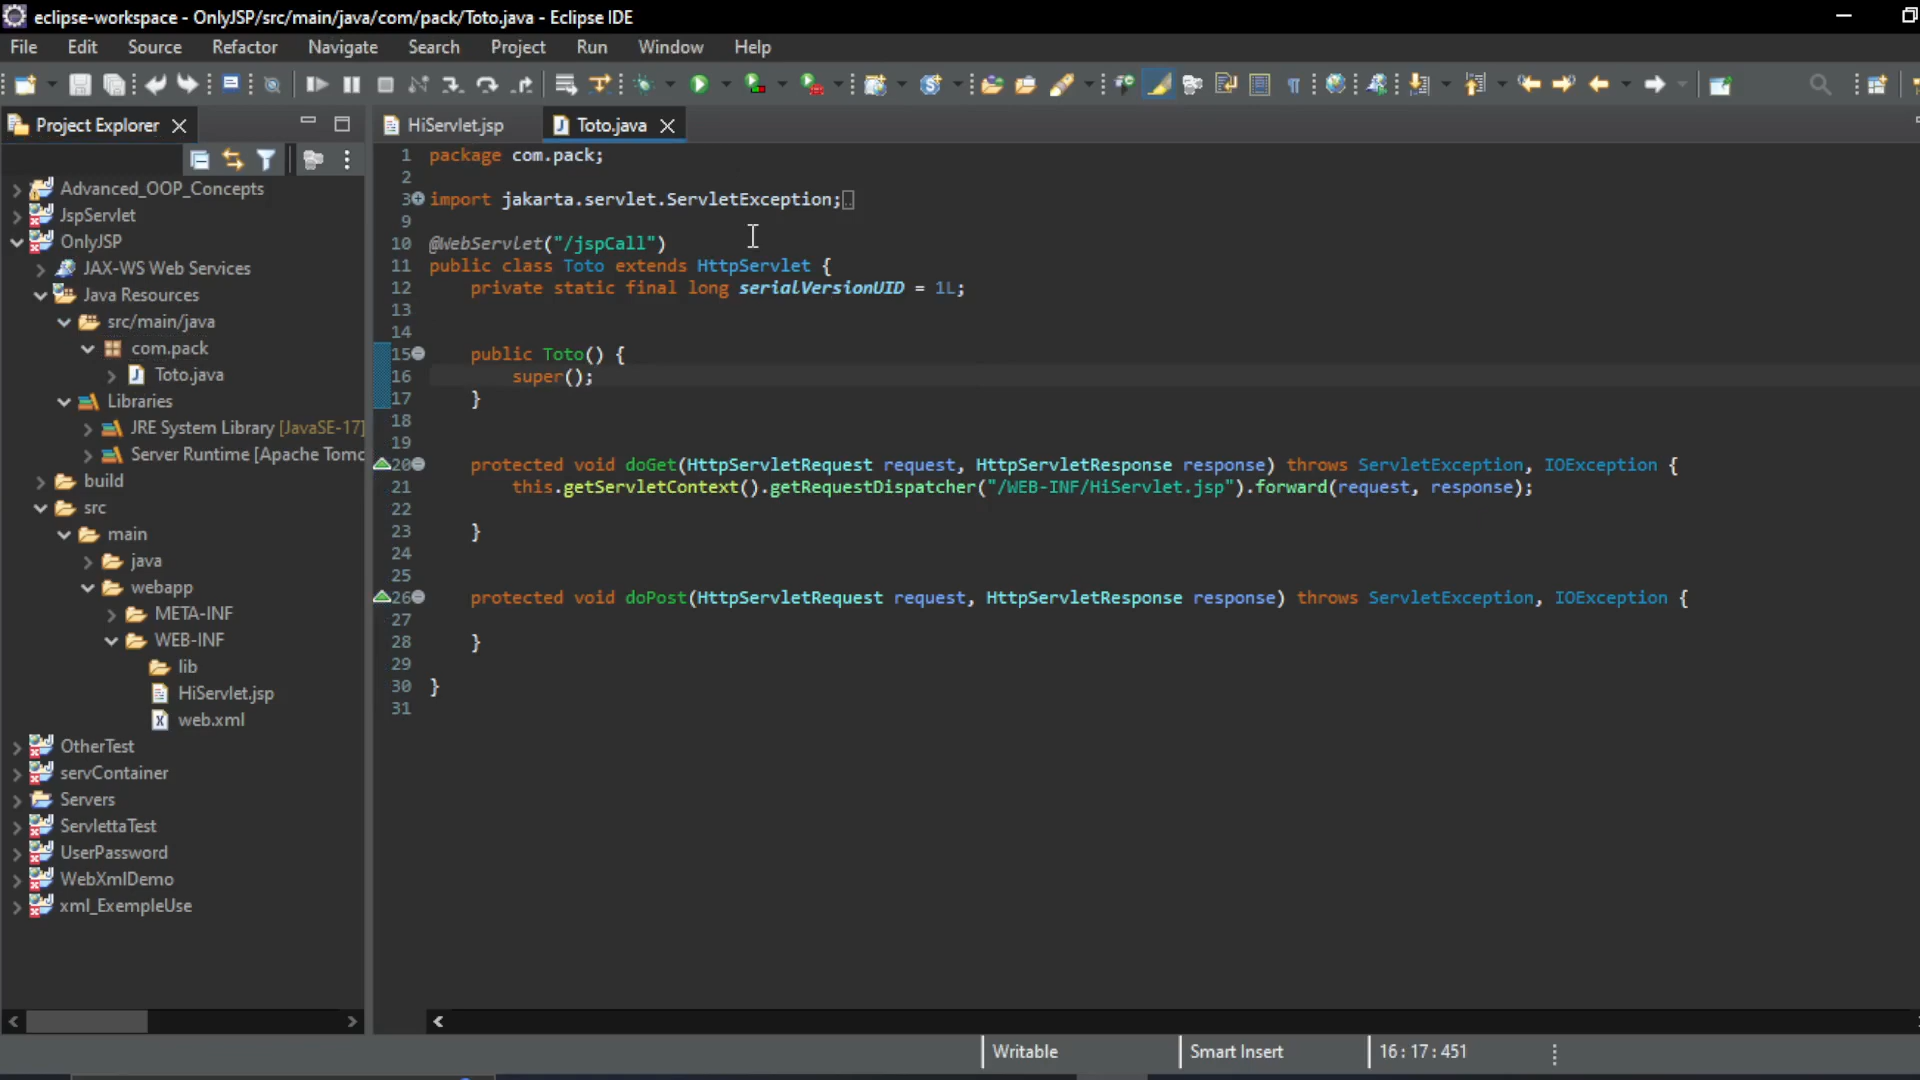 eclipse-workspace - OnlyJSP/src/main/java/com/pack/Toto.java - Eclipse IDE
File Edit Source Refactor Navigate Search Project Run Window Help
Project Explorer
Advanced_OOP_Concepts
JspServlet
OnlyJSP
JAX-WS Web Services
Java Resources
src/main/java
com.pack
Toto.java
Libraries
JRE System Library [JavaSE-17]
Server Runtime [Apache Tomc
build
src
main
java
webapp
META-INF
WEB-INF
lib
HiServlet.jsp
web.xml
OtherTest
servContainer
Servers
ServlettaTest
UserPassword
WebXmlDemo
xml_ExempleUse
HiServlet.jsp Toto.java
1 package com.pack;
2
3 import jakarta.servlet.ServletException;
9
10 @WebServlet("/jspCall")
11 public class Toto extends HttpServlet {
12 private static final long serialVersionUID = 1L;
13
14
15 public Toto() {
16 super();
17 }
18
19
20 protected void doGet(HttpServletRequest request, HttpServletResponse response) throws ServletException, IOException {
21 this.getServletContext().getRequestDispatcher("/WEB-INF/HiServlet.jsp").forward(request, response);
22
23 }
24
25
26 protected void doPost(HttpServletRequest request, HttpServletResponse response) throws ServletException, IOException {
27
28 }
29
30 }
31
Writable Smart Insert 16 : 17 : 451